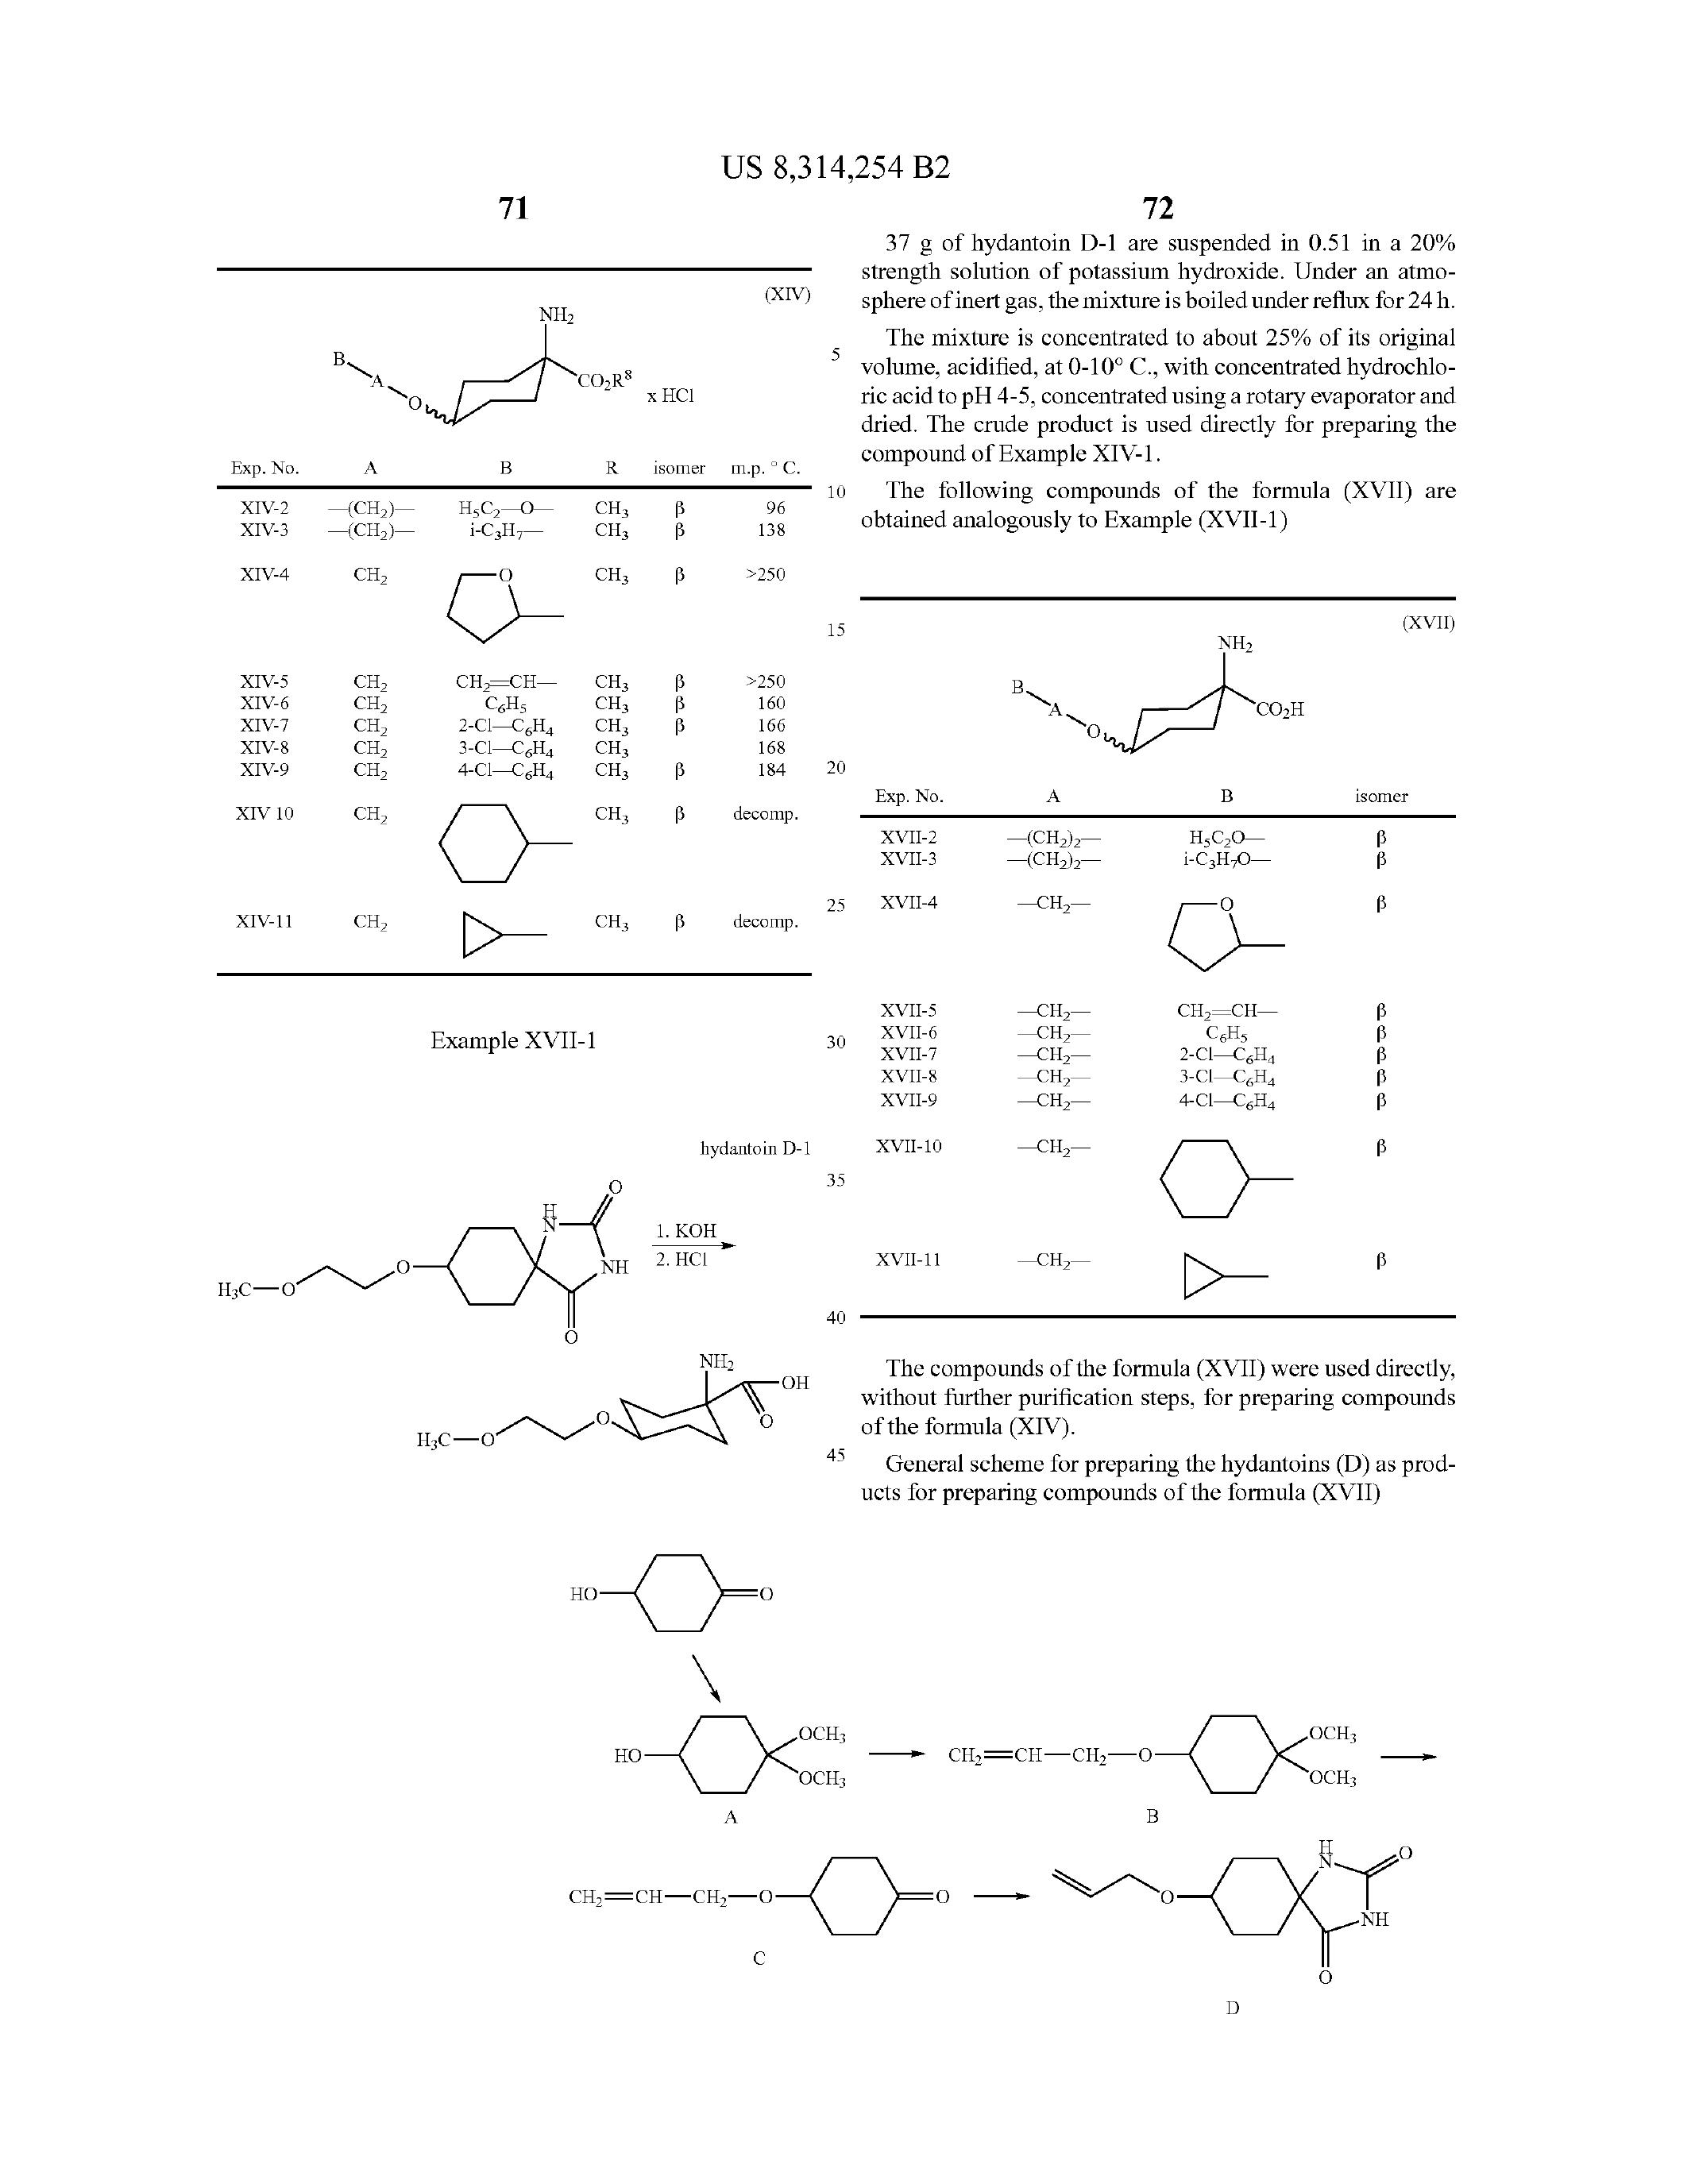 US 8,314,254 B2
71
(XIV)
NH₂
B
A
O
CO₂R⁸
x HCl
Exp. No. A B R isomer m.p. ° C.
XIV-2 —(CH₂)— H₅C₂—O— CH₃ β 96
XIV-3 —(CH₂)— i-C₃H₇— CH₃ β 138
XIV-4 CH₂ O CH₃ β >250
XIV-5 CH₂ CH₂=CH— CH₃ β >250
XIV-6 CH₂ C₆H₅ CH₃ β 160
XIV-7 CH₂ 2-Cl—C₆H₄ CH₃ β 166
XIV-8 CH₂ 3-Cl—C₆H₄ CH₃ 168
XIV-9 CH₂ 4-Cl—C₆H₄ CH₃ β 184
XIV 10 CH₂ CH₃ β decomp.
XIV-11 CH₂ CH₃ β decomp.
Example XVII-1
hydantoin D-1
H₃C—O
O
H
N
O
NH
O
1. KOH
2. HCl
H₃C—O
O
NH₂
OH
O
5
10
15
20
25
30
35
40
45
72
37 g of hydantoin D-1 are suspended in 0.51 in a 20%
strength solution of potassium hydroxide. Under an atmo-
sphere of inert gas, the mixture is boiled under reflux for 24 h.
The mixture is concentrated to about 25% of its original
volume, acidified, at 0-10° C., with concentrated hydrochlo-
ric acid to pH 4-5, concentrated using a rotary evaporator and
dried. The crude product is used directly for preparing the
compound of Example XIV-1.
The following compounds of the formula (XVII) are
obtained analogously to Example (XVII-1)
(XVII)
NH₂
B
A
O
CO₂H
Exp. No. A B isomer
XVII-2 —(CH₂)₂— H₅C₂O— β
XVII-3 —(CH₂)₂— i-C₃H₇O— β
XVII-4 —CH₂— O β
XVII-5 —CH₂— CH₂=CH— β
XVII-6 —CH₂— C₆H₅ β
XVII-7 —CH₂— 2-Cl—C₆H₄ β
XVII-8 —CH₂— 3-Cl—C₆H₄ β
XVII-9 —CH₂— 4-Cl—C₆H₄ β
XVII-10 —CH₂— β
XVII-11 —CH₂— β
The compounds of the formula (XVII) were used directly,
without further purification steps, for preparing compounds
of the formula (XIV).
General scheme for preparing the hydantoins (D) as prod-
ucts for preparing compounds of the formula (XVII)
HO
O
HO
OCH₃
OCH₃
A
CH₂=CH—CH₂—O
OCH₃
OCH₃
B
CH₂=CH—CH₂—O
O
C
O
H
N
O
NH
O
D